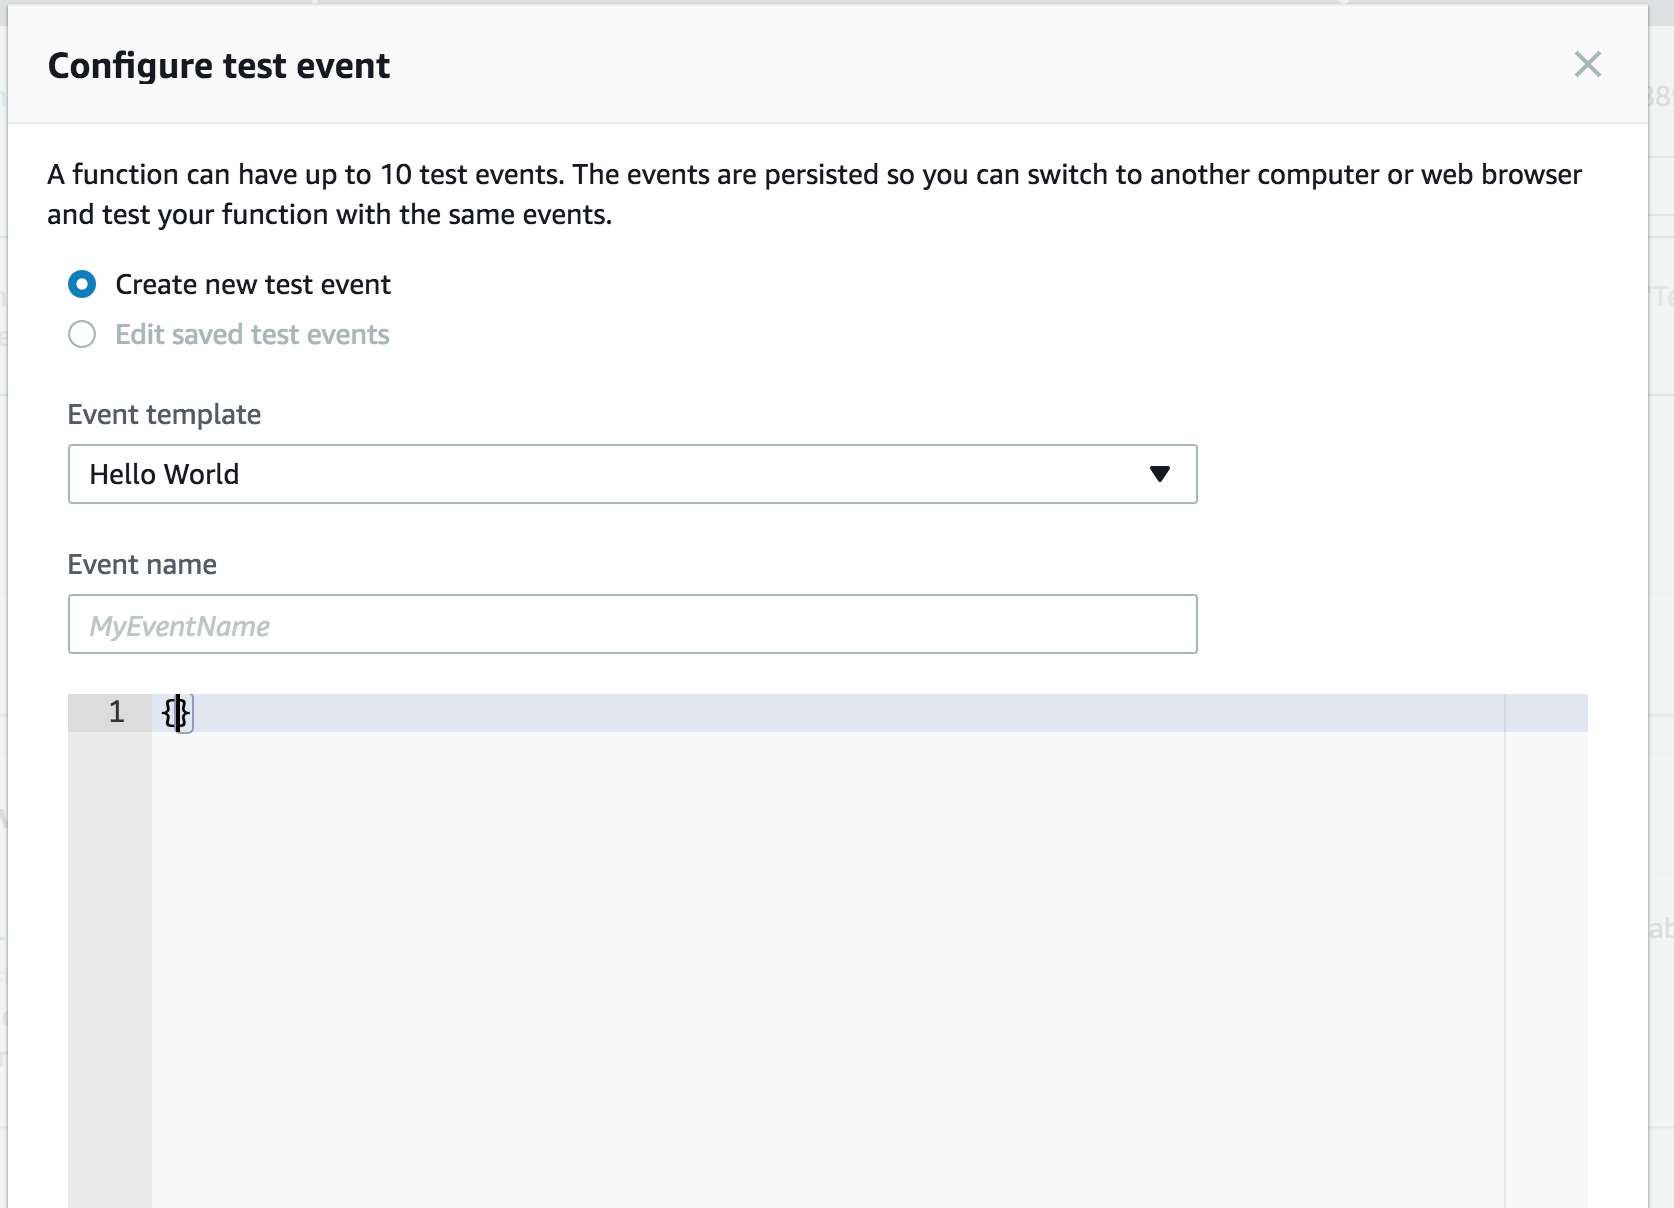 Configure test event
A function can have up to 10 test events. The events are persisted so you can switch to another computer or web browser
and test your function with the same events.
Create new test event
Edit saved test events
Event template
Hello World
Event name
MyEventName
1 {}